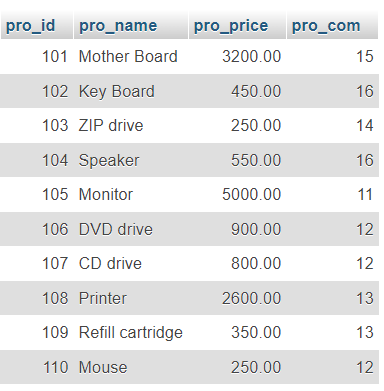 pro_id pro_name pro_price pro_com
101 Mother Board 3200.00 15
102 Key Board 450.00 16
103 ZIP drive 250.00 14
104 Speaker 550.00 16
105 Monitor 5000.00 11
106 DVD drive 900.00 12
107 CD drive 800.00 12
108 Printer 2600.00 13
109 Refill cartridge 350.00 13
110 Mouse 250.00 12